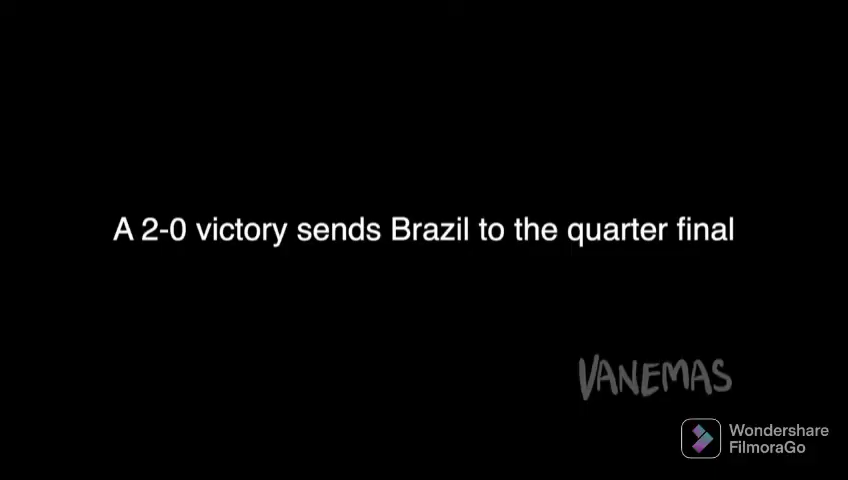 A 2-0 victory sends Brazil to the quarter final
VANEMAS
Wondershare
FilmoraGo